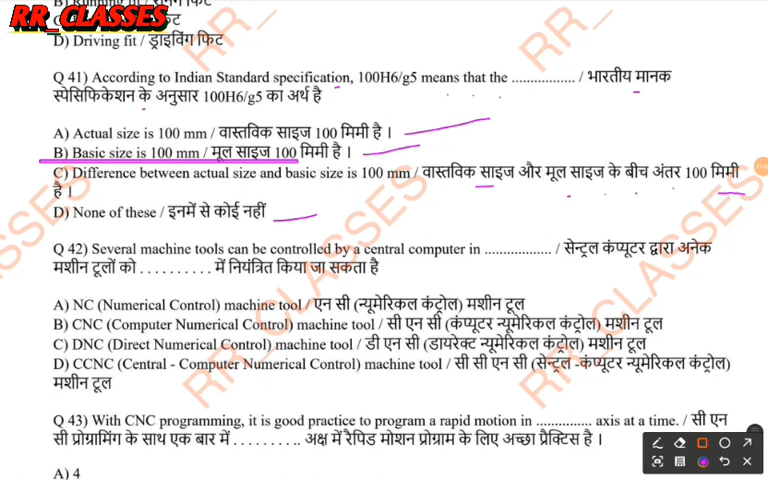 B) Running fit / रनिंग फिट
RR_CLASSES
D) Driving fit / ड्राइविंग फिट
Q 41) According to Indian Standard specification, 100H6/g5 means that the ................. / भारतीय मानक
स्पेसिफिकेशन के अनुसार 100H6/g5 का अर्थ है
A) Actual size is 100 mm / वास्तविक साइज 100 मिमी है ।
B) Basic size is 100 mm / मूल साइज 100 मिमी है ।
C) Difference between actual size and basic size is 100 mm / वास्तविक साइज और मूल साइज के बीच अंतर 100 मिमी
है ।
D) None of these / इनमें से कोई नहीं
Q 42) Several machine tools can be controlled by a central computer in .................. / सेन्ट्रल कंप्यूटर द्वारा अनेक
मशीन टूलों को . . . . . . . . . . में नियंत्रित किया जा सकता है
A) NC (Numerical Control) machine tool / एन सी (न्यूमेरिकल कंट्रोल) मशीन टूल
B) CNC (Computer Numerical Control) machine tool / सी एन सी (कंप्यूटर न्यूमेरिकल कंट्रोल) मशीन टूल
C) DNC (Direct Numerical Control) machine tool / डी एन सी (डायरेक्ट न्यूमेरिकल कंट्रोल) मशीन टूल
D) CCNC (Central - Computer Numerical Control) machine tool / सी सी एन सी (सेन्ट्रल -कंप्यूटर न्यूमेरिकल कंट्रोल)
मशीन टूल
Q 43) With CNC programming, it is good practice to program a rapid motion in ............... axis at a time. / सी एन
सी प्रोग्रामिंग के साथ एक बार में . . . . . . . . . . अक्ष में रैपिड मोशन प्रोग्राम के लिए अच्छा प्रैक्टिस है ।
A) 4